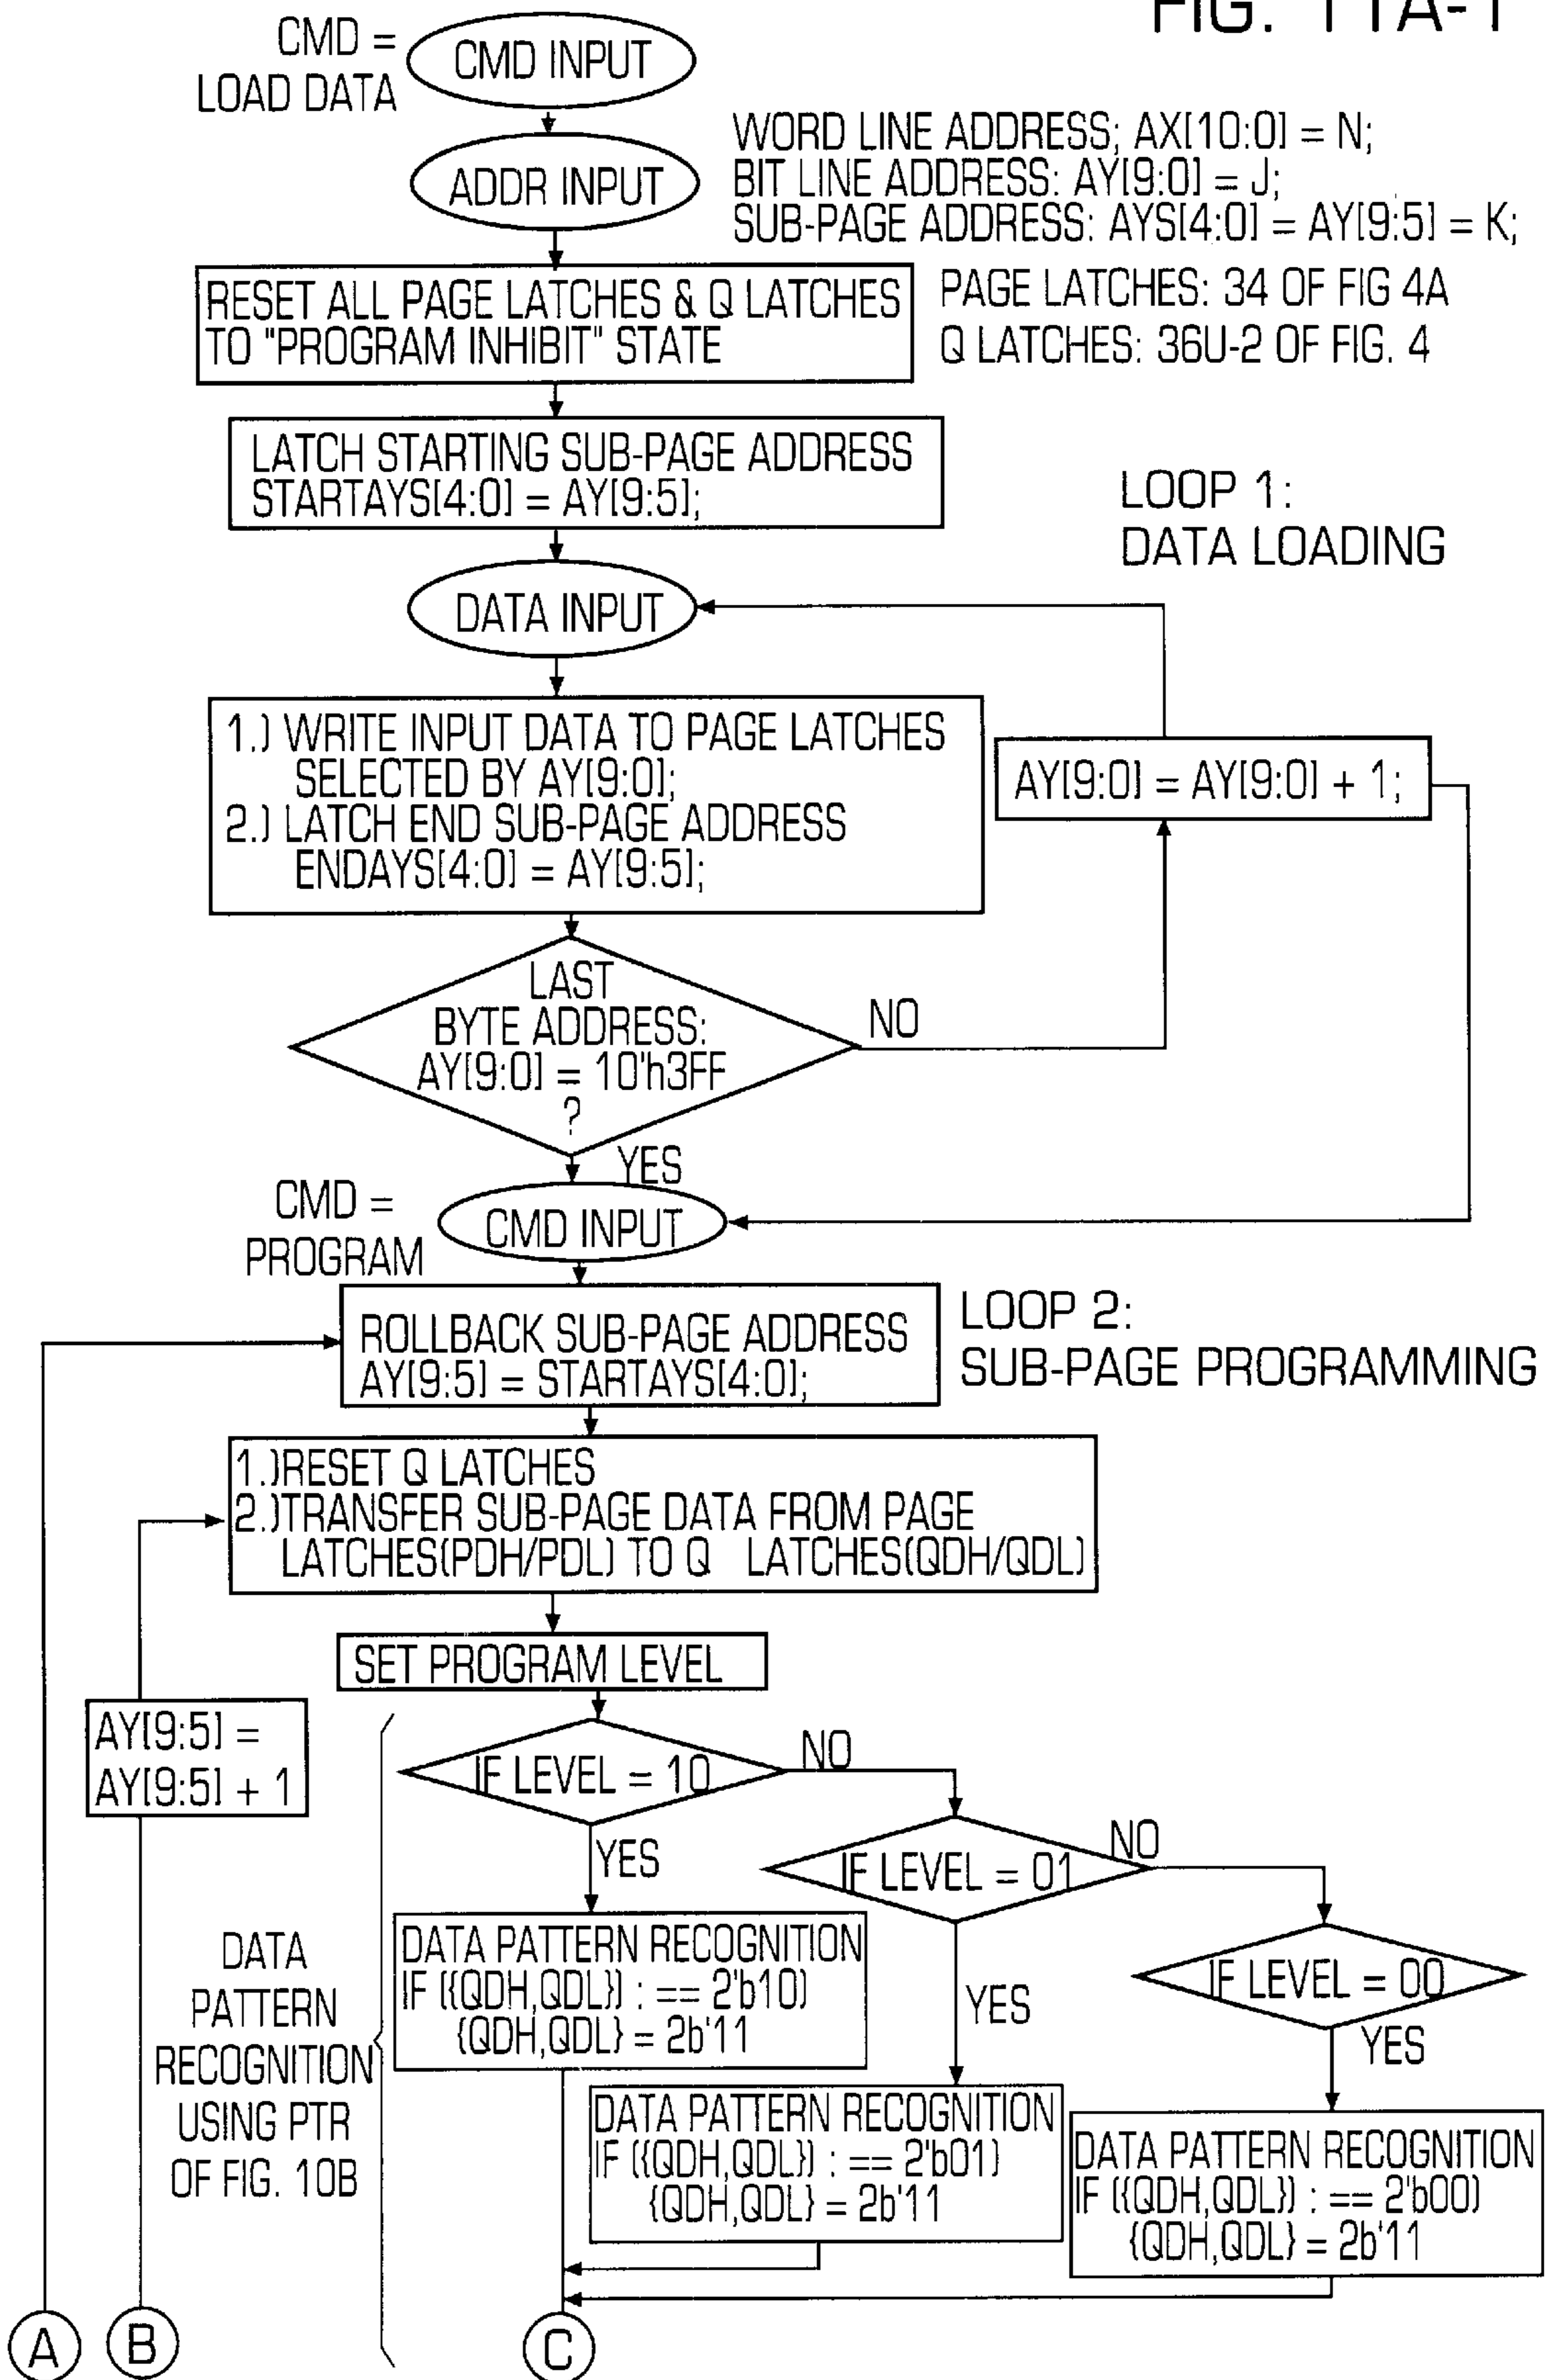 FIG. 11A-1
CMD =
LOAD DATA
CMD INPUT
ADDR INPUT
WORD LINE ADDRESS; AX[10:0] = N;
BIT LINE ADDRESS: AY[9:0] = J;
SUB-PAGE ADDRESS: AYS[4:0] = AY[9:5] = K;
RESET ALL PAGE LATCHES & Q LATCHES
TO "PROGRAM INHIBIT" STATE
PAGE LATCHES: 34 OF FIG 4A
Q LATCHES: 36U-2 OF FIG. 4
LATCH STARTING SUB-PAGE ADDRESS
STARTAYS[4:0] = AY[9:5];
LOOP 1:
DATA LOADING
DATA INPUT
1.) WRITE INPUT DATA TO PAGE LATCHES
SELECTED BY AY[9:0];
2.) LATCH END SUB-PAGE ADDRESS
ENDAYS[4:0] = AY[9:5];
AY[9:0] = AY[9:0] + 1;
LAST
BYTE ADDRESS:
AY[9:0] = 10'h3FF
?
NO
YES
CMD =
PROGRAM
CMD INPUT
ROLLBACK SUB-PAGE ADDRESS
AY[9:5] = STARTAYS[4:0];
LOOP 2:
SUB-PAGE PROGRAMMING
1.)RESET Q LATCHES
2.)TRANSFER SUB-PAGE DATA FROM PAGE
LATCHES(PDH/PDL) TO Q LATCHES(QDH/QDL)
SET PROGRAM LEVEL
AY[9:5] =
AY[9:5] + 1
IF LEVEL = 10
NO
YES
IF LEVEL = 01
NO
YES
IF LEVEL = 00
YES
DATA
PATTERN
RECOGNITION
USING PTR
OF FIG. 10B
DATA PATTERN RECOGNITION
IF ({QDH,QDL}) : == 2'b10)
{QDH,QDL} = 2b'11
DATA PATTERN RECOGNITION
IF ({QDH,QDL}) : == 2'b01)
{QDH,QDL} = 2b'11
DATA PATTERN RECOGNITION
IF ({QDH,QDL}) : == 2'b00)
{QDH,QDL} = 2b'11
A
B
C